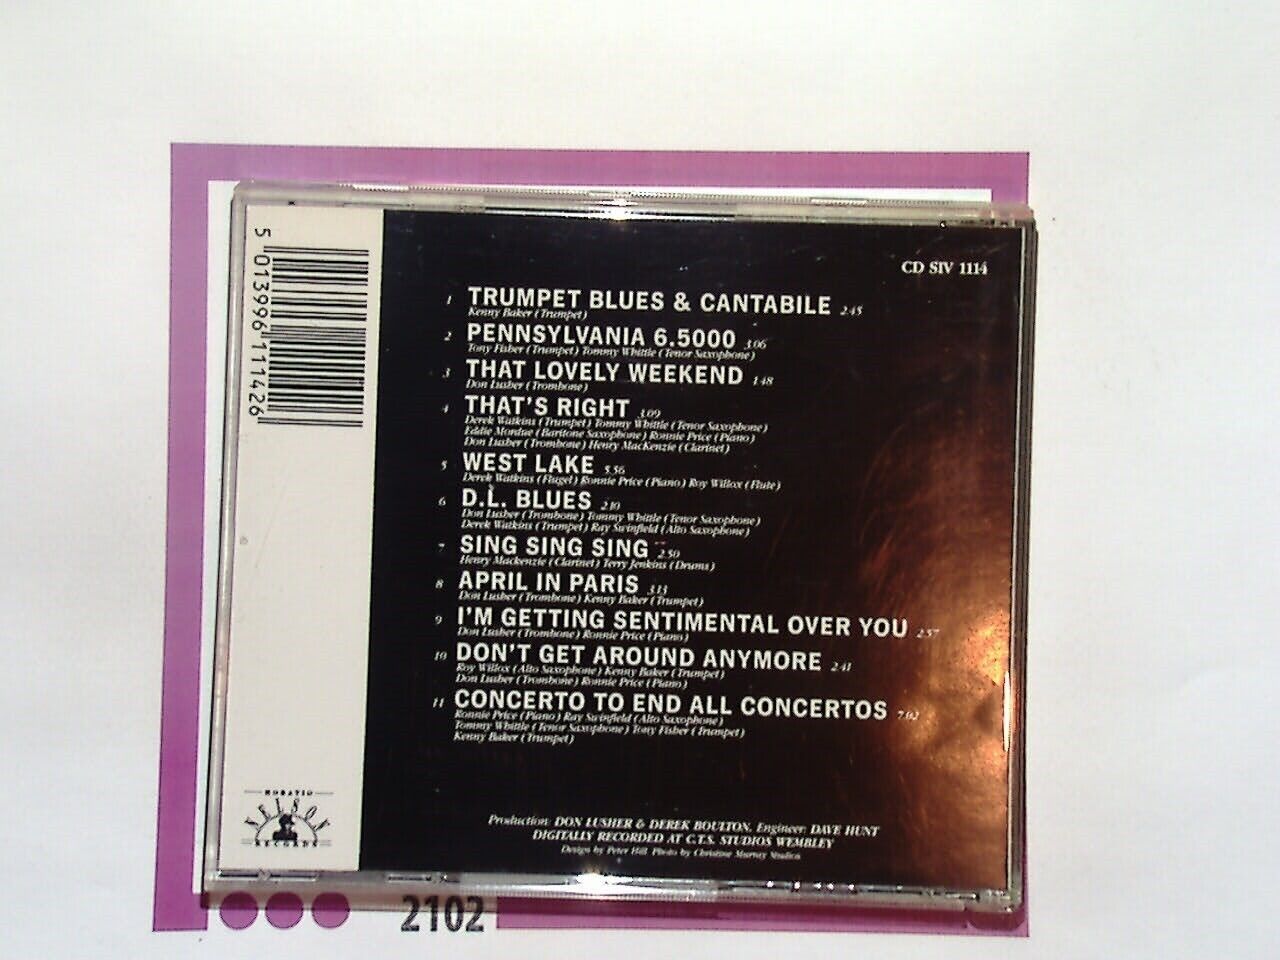 CD SIV 1114
1 TRUMPET BLUES & CANTABILE 2.45
Kenny Baker (Trumpet)
2 PENNSYLVANIA 6.5000 3.06
Tony Fisher (Trumpet) Tommy Whittle (Tenor Saxophone)
3 THAT LOVELY WEEKEND 1.48
Don Lusher (Trombone)
4 THAT'S RIGHT 3.09
Derek Watkins (Trumpet) Tommy Whittle (Tenor Saxophone)
Eddie Mordue (Baritone Saxophone) Ronnie Price (Piano)
Don Lusher (Trombone) Henry MacKenzie (Clarinet)
5 WEST LAKE 5.56
Derek Watkins (Flugel) Ronnie Price (Piano) Roy Willox (Flute)
6 D.L. BLUES 2.10
Don Lusher (Trombone) Tommy Whittle (Tenor Saxophone)
Derek Watkins (Trumpet) Ray Swinfield (Alto Saxophone)
7 SING SING SING 2.50
Henry Mackenzie (Clarinet) Terry Jenkins (Drums)
8 APRIL IN PARIS 3.13
Don Lusher (Trombone) Kenny Baker (Trumpet)
9 I'M GETTING SENTIMENTAL OVER YOU 2.57
Don Lusher (Trombone) Ronnie Price (Piano)
10 DON'T GET AROUND ANYMORE 2.41
Roy Willox (Alto Saxophone) Kenny Baker (Trumpet)
Don Lusher (Trombone) Ronnie Price (Piano)
11 CONCERTO TO END ALL CONCERTOS 7.02
Ronnie Price (Piano) Ray Swinfield (Alto Saxophone)
Tommy Whittle (Tenor Saxophone) Tony Fisher (Trumpet)
Kenny Baker (Trumpet)
Production: DON LUSHER & DEREK BOULTON, Engineer: DAVE HUNT
DIGITALLY RECORDED AT C.T.S. STUDIOS WEMBLEY
Design by Peter Hill Photo by Christine Murray Studios
5 013996 111426
HORATIO
NELSON
RECORDS
2102